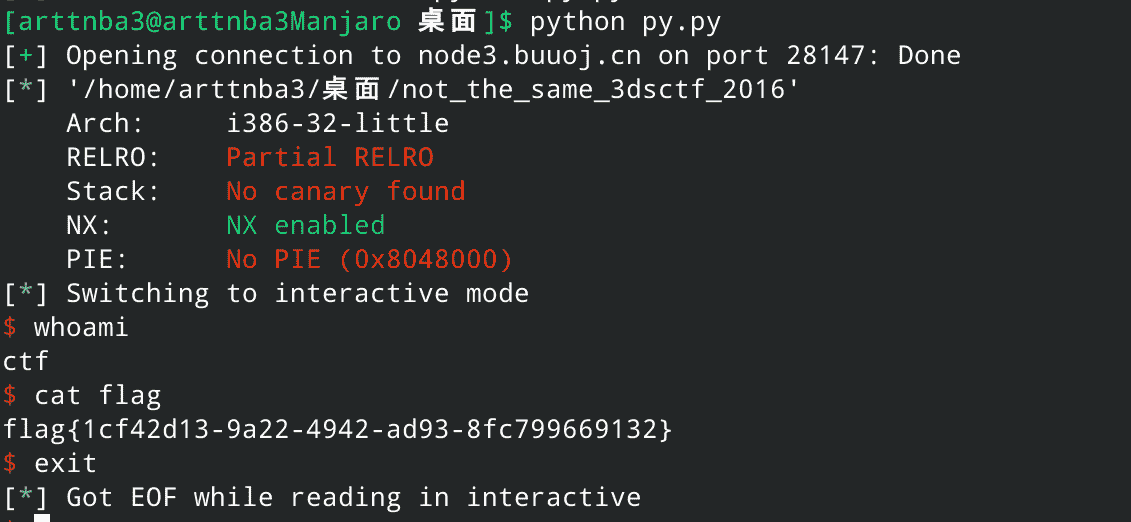 [arttnba3@arttnba3Manjaro 桌面]$ python py.py
[+] Opening connection to node3.buuoj.cn on port 28147: Done
[*] '/home/arttnba3/桌面/not_the_same_3dsctf_2016'
    Arch:     i386-32-little
    RELRO:    Partial RELRO
    Stack:    No canary found
    NX:       NX enabled
    PIE:      No PIE (0x8048000)
[*] Switching to interactive mode
$ whoami
ctf
$ cat flag
flag{1cf42d13-9a22-4942-ad93-8fc799669132}
$ exit
[*] Got EOF while reading in interactive